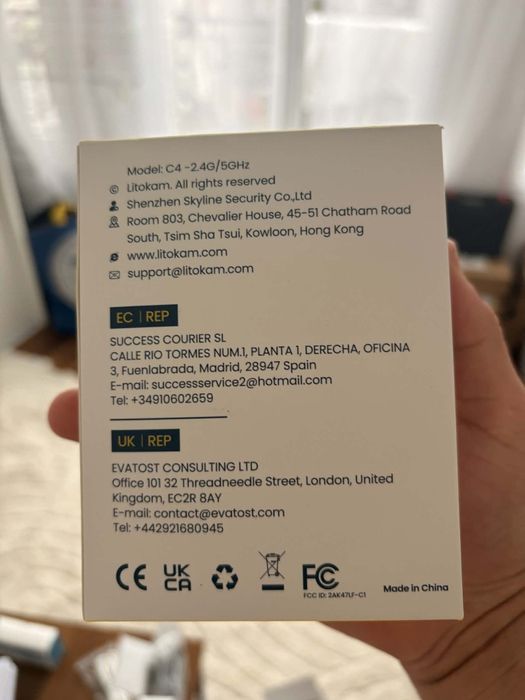 Model: C4 -2.4G/5GHz
© Litokam. All rights reserved
Shenzhen Skyline Security Co.,Ltd
Room 803, Chevalier House, 45-51 Chatham Road
South, Tsim Sha Tsui, Kowloon, Hong Kong
www.litokam.com
support@litokam.com
EC | REP
SUCCESS COURIER SL
CALLE RIO TORMES NUM.1, PLANTA 1, DERECHA, OFICINA
3, Fuenlabrada, Madrid, 28947 Spain
E-mail: successservice2@hotmail.com
Tel: +34910602659
UK | REP
EVATOST CONSULTING LTD
Office 101 32 Threadneedle Street, London, United
Kingdom, EC2R 8AY
E-mail: contact@evatost.com
Tel: +442921680945
CE UK CA FC
FCC ID: 2AK47LF-C1
Made in China